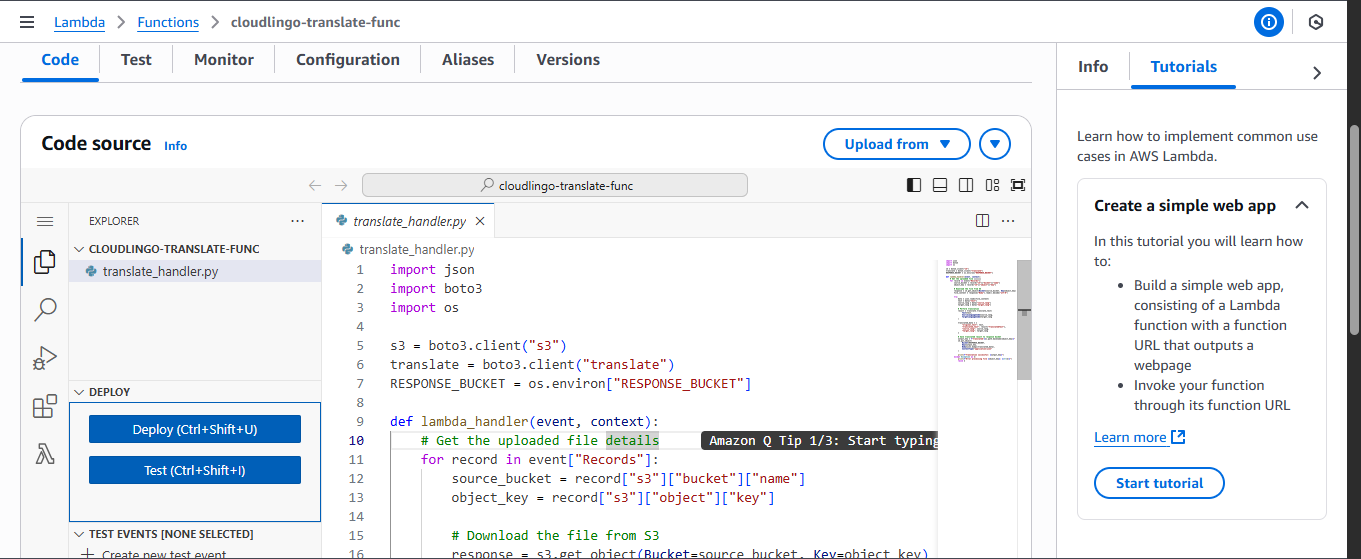 Lambda > Functions > cloudlingo-translate-func
Code Test Monitor Configuration Aliases Versions
Code source Info
Upload from
cloudlingo-translate-func
EXPLORER
CLOUDLINGO-TRANSLATE-FUNC
translate_handler.py
DEPLOY
Deploy (Ctrl+Shift+U)
Test (Ctrl+Shift+I)
TEST EVENTS [NONE SELECTED]
Create new test event
translate_handler.py
translate_handler.py
1 import json
2 import boto3
3 import os
4
5 s3 = boto3.client("s3")
6 translate = boto3.client("translate")
7 RESPONSE_BUCKET = os.environ["RESPONSE_BUCKET"]
8
9 def lambda_handler(event, context):
10 # Get the uploaded file details Amazon Q Tip 1/3: Start typing
11 for record in event["Records"]:
12 source_bucket = record["s3"]["bucket"]["name"]
13 object_key = record["s3"]["object"]["key"]
14
15 # Download the file from S3
16 response = s3.get_object(Bucket=source_bucket, Key=object_key)
Info Tutorials
Learn how to implement common use
cases in AWS Lambda.
Create a simple web app
In this tutorial you will learn how
to:
• Build a simple web app,
consisting of a Lambda
function with a function
URL that outputs a
webpage
• Invoke your function
through its function URL
Learn more
Start tutorial